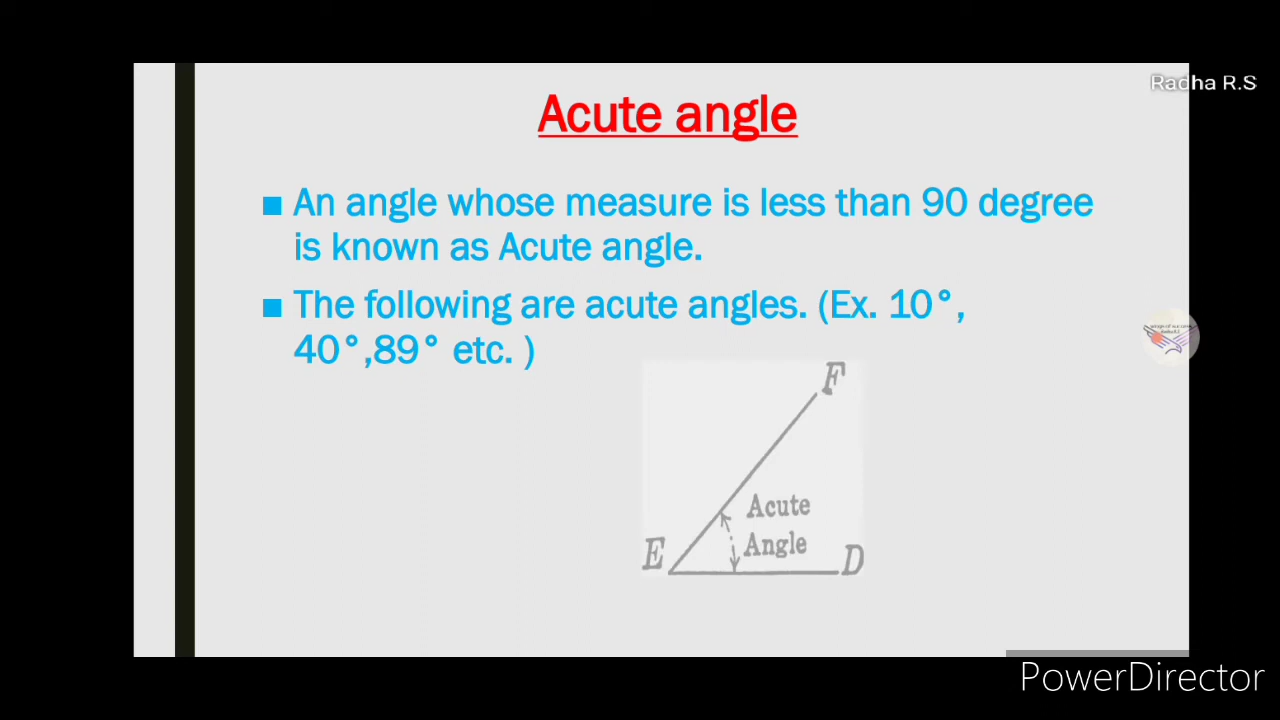 Radha R.S
Acute angle
■ An angle whose measure is less than 90 degree
is known as Acute angle.
■ The following are acute angles. (Ex. 10°,
40°,89° etc. )
F
Acute
Angle
E
D
PowerDirector